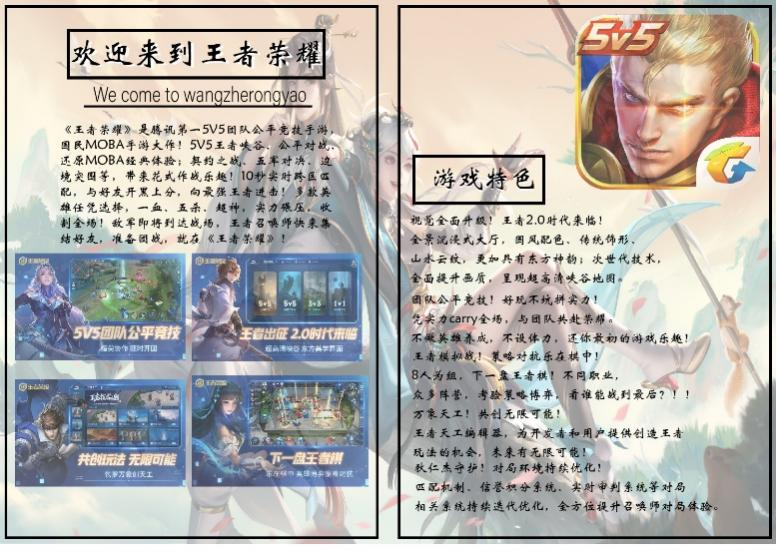 欢迎来到王者荣耀
We come to wangzherongyao
《王者荣耀》是腾讯第一5V5团队公平竞技手游，
国民MOBA手游大作！5V5王者峡谷、公平对战，
还原MOBA经典体验；契约之战、五军对决、边
境突围等，带来花式作战乐趣！10秒实时跨区匹
配，与好友开黑上分，向最强王者进击！多款英
雄任凭选择，一血、五杀、超神，实力碾压，收
割全场！敌军即将到达战场，王者召唤师快来集
结好友，准备团战，就在《王者荣耀》！
5V5团队公平竞技
王者出征 2.0时代来临
5v5
5v5
3v3
1v1
共创玩法 无限可能
下一盘王者棋
5v5
游戏特色
视觉全面升级！王者2.0时代来临！
全景沉浸式大厅，国风配色、传统饰形、
山水云纹，更加具有东方神韵；次世代技术，
全面提升画质，呈现超高清峡谷地图。
团队公平竞技！好玩不坑拼实力！
凭实力carry全场，与团队共赴荣耀。
不做英雄养成，不设体力，还你最初的游戏乐趣！
王者模拟战！策略对抗乐在棋中！
8人为组，下一盘王者棋！不同职业，
众多阵营，考验策略博弈，看谁能战到最后？！！
万象天工！共创无限可能！
王者天工编辑器，为开发者和用户提供创造王者
玩法的机会，未来有无限可能！
狄仁杰守护！对局环境持续优化！
匹配机制、信誉积分系统、实时审判系统等对局
相关系统持续迭代优化，全方位提升召唤师对局体验。